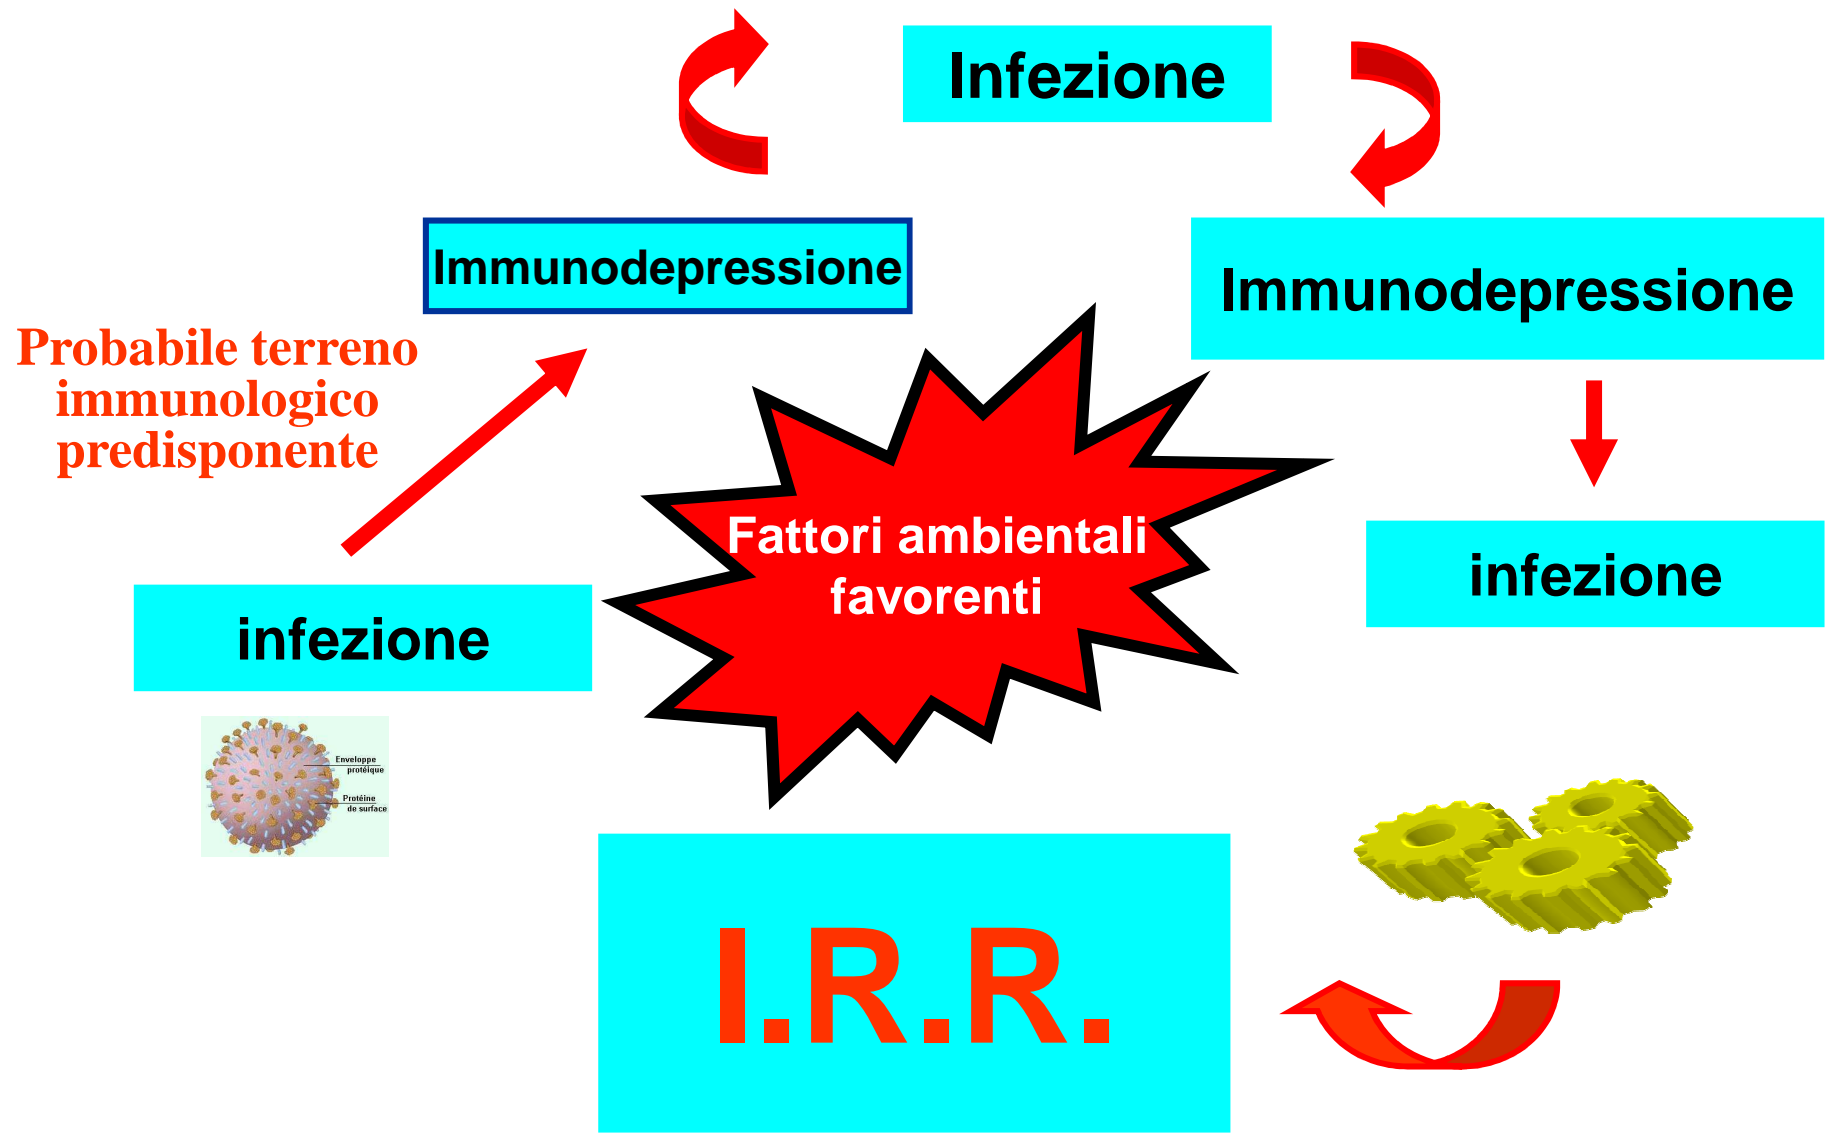 Infezione
Immunodepressione
Immunodepressione
Probabile terreno
immunologico
predisponente
Fattori ambientali
favorenti
infezione
infezione
Enveloppe
protéique
Protéine
de surface
I.R.R.